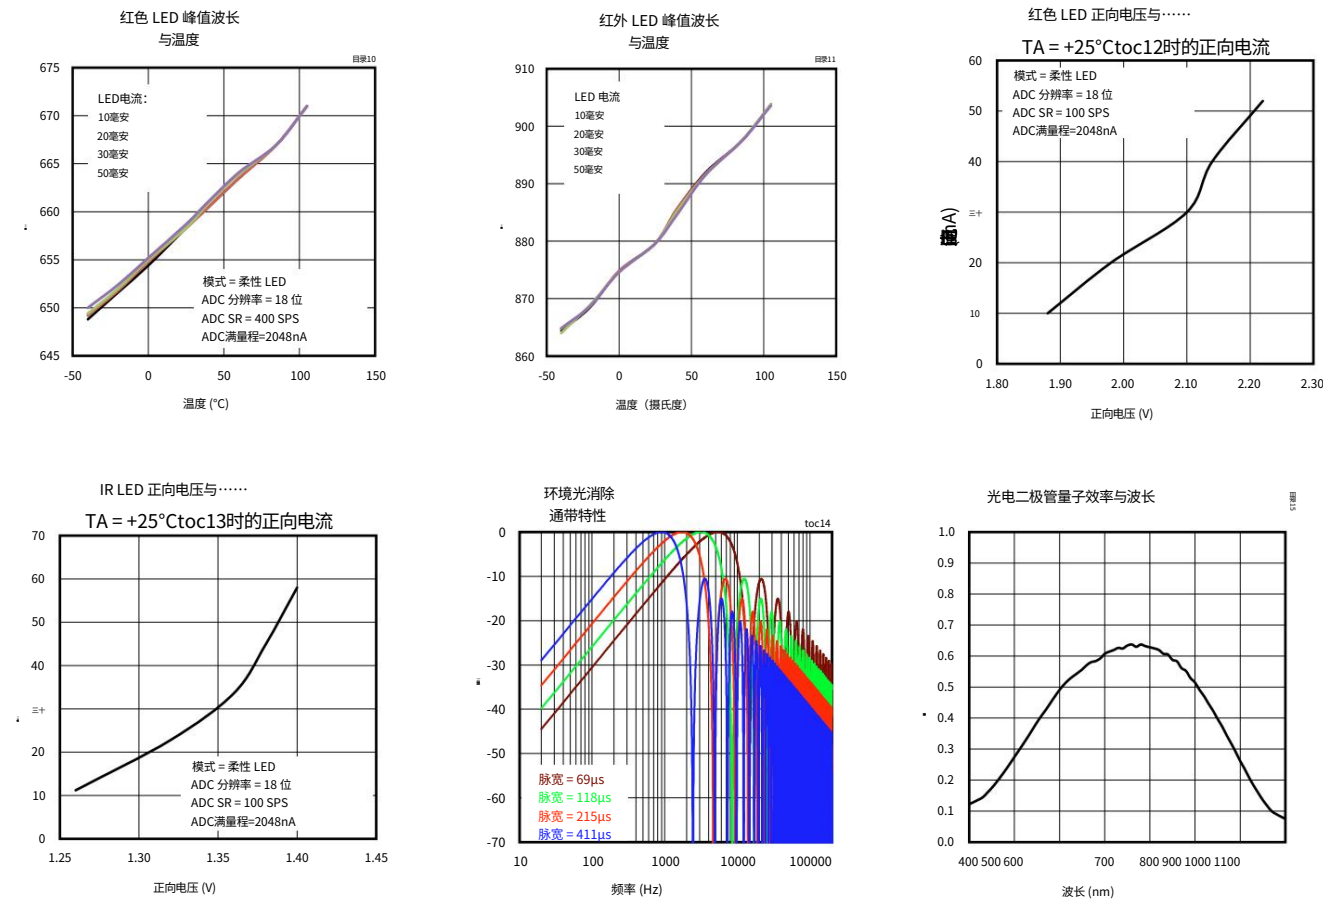 红色 LED 峰值波长
与温度
目录10
675
670
665
660
655
650
645
LED电流：
10毫安
20毫安
30毫安
50毫安
模式 = 柔性 LED
ADC 分辨率 = 18 位
ADC SR = 400 SPS
ADC满量程=2048nA
-50 0 50 100 150
温度 (°C)
红外 LED 峰值波长
与温度
目录11
910
900
890
880
870
860
LED 电流
10毫安
20毫安
30毫安
50毫安
-50 0 50 100 150
温度（摄氏度）
红色 LED 正向电压与……
TA = +25°Ctoc12时的正向电流
60
50
40
三十
20
10
0
模式 = 柔性 LED
ADC 分辨率 = 18 位
ADC SR = 100 SPS
ADC满量程=2048nA
1.80 1.90 2.00 2.10 2.20 2.30
正向电压 (V)
IR LED 正向电压与……
TA = +25°Ctoc13时的正向电流
70
60
50
40
三十
20
10
0
模式 = 柔性 LED
ADC 分辨率 = 18 位
ADC SR = 100 SPS
ADC满量程=2048nA
1.25 1.30 1.35 1.40 1.45
正向电压 (V)
环境光消除
通带特性
toc14
0
-10
-20
-30
-40
-50
-60
-70
脉宽 = 69µs
脉宽 = 118µs
脉宽 = 215µs
脉宽 = 411µs
10 100 1000 10000 100000
频率 (Hz)
光电二极管量子效率与波长
目录15
1.0
0.9
0.8
0.7
0.6
0.5
0.4
0.3
0.2
0.1
0.0
400 500 600 700 800 900 1000 1100
波长 (nm)